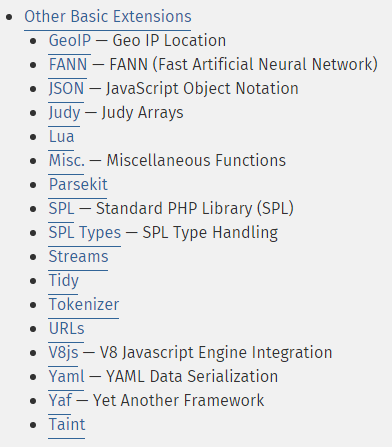 Other Basic Extensions
GeoIP — Geo IP Location
FANN — FANN (Fast Artificial Neural Network)
JSON — JavaScript Object Notation
Judy — Judy Arrays
Lua
Misc. — Miscellaneous Functions
Parsekit
SPL — Standard PHP Library (SPL)
SPL Types — SPL Type Handling
Streams
Tidy
Tokenizer
URLs
V8js — V8 Javascript Engine Integration
Yaml — YAML Data Serialization
Yaf — Yet Another Framework
Taint